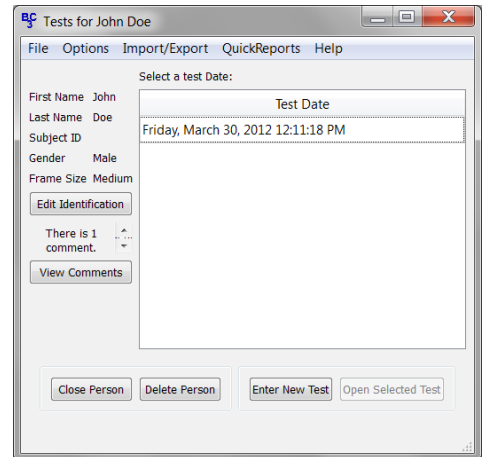 BC3 Tests for John Doe
File Options Import/Export QuickReports Help
Select a test Date:
First Name John
Last Name Doe
Subject ID
Gender Male
Frame Size Medium
Edit Identification
There is 1
comment.
View Comments
Test Date
Friday, March 30, 2012 12:11:18 PM
Close Person Delete Person Enter New Test Open Selected Test